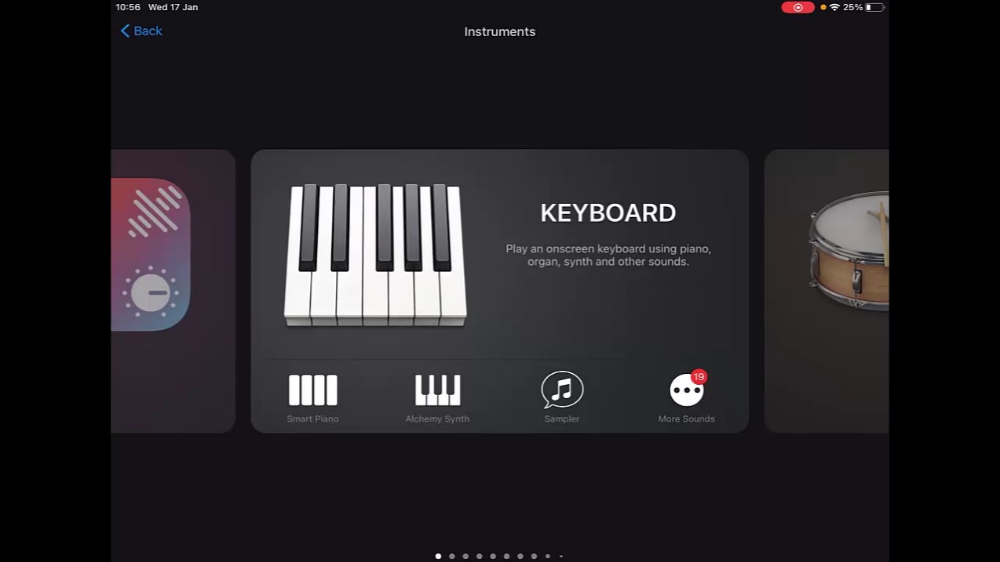 10:56 Wed 17 Jan
25%
Back
Instruments
KEYBOARD
Play an onscreen keyboard using piano,
organ, synth and other sounds.
19
Smart Piano
Alchemy Synth
Sampler
More Sounds